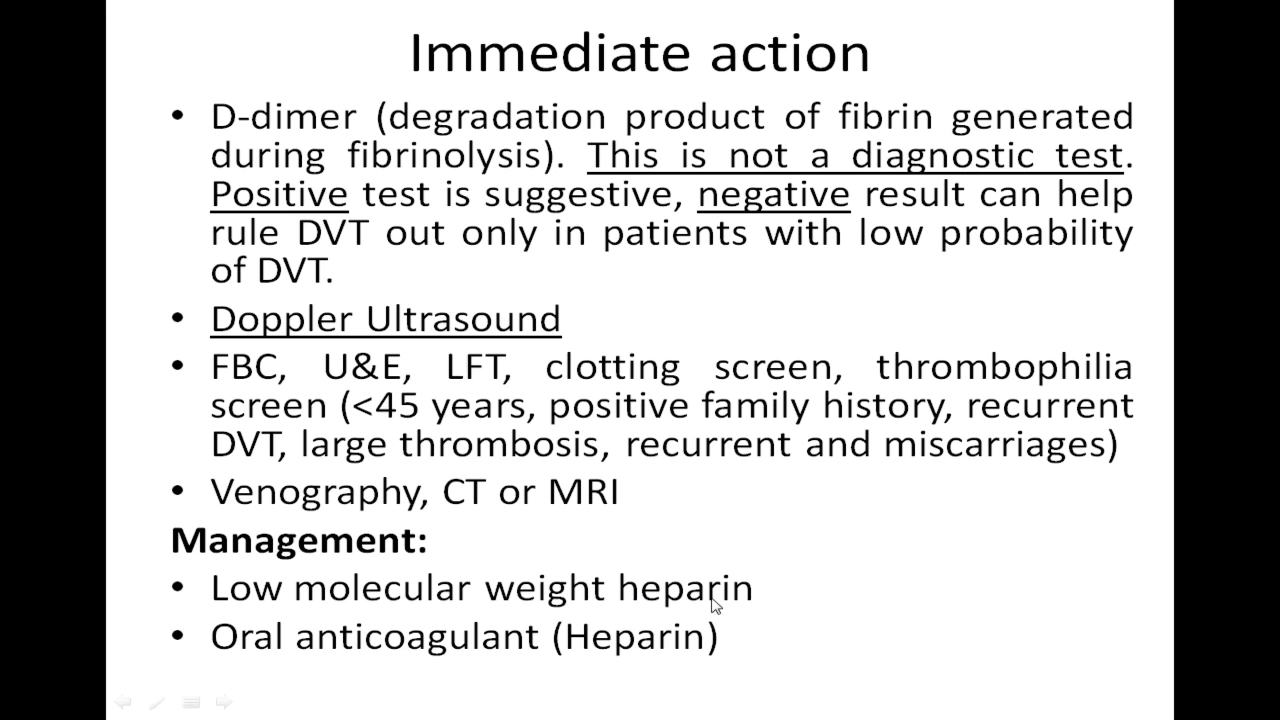 Immediate action
• D-dimer (degradation product of fibrin generated
during fibrinolysis). This is not a diagnostic test.
Positive test is suggestive, negative result can help
rule DVT out only in patients with low probability
of DVT.
• Doppler Ultrasound
• FBC, U&E, LFT, clotting screen, thrombophilia
screen (<45 years, positive family history, recurrent
DVT, large thrombosis, recurrent and miscarriages)
• Venography, CT or MRI
Management:
• Low molecular weight heparin
• Oral anticoagulant (Heparin)